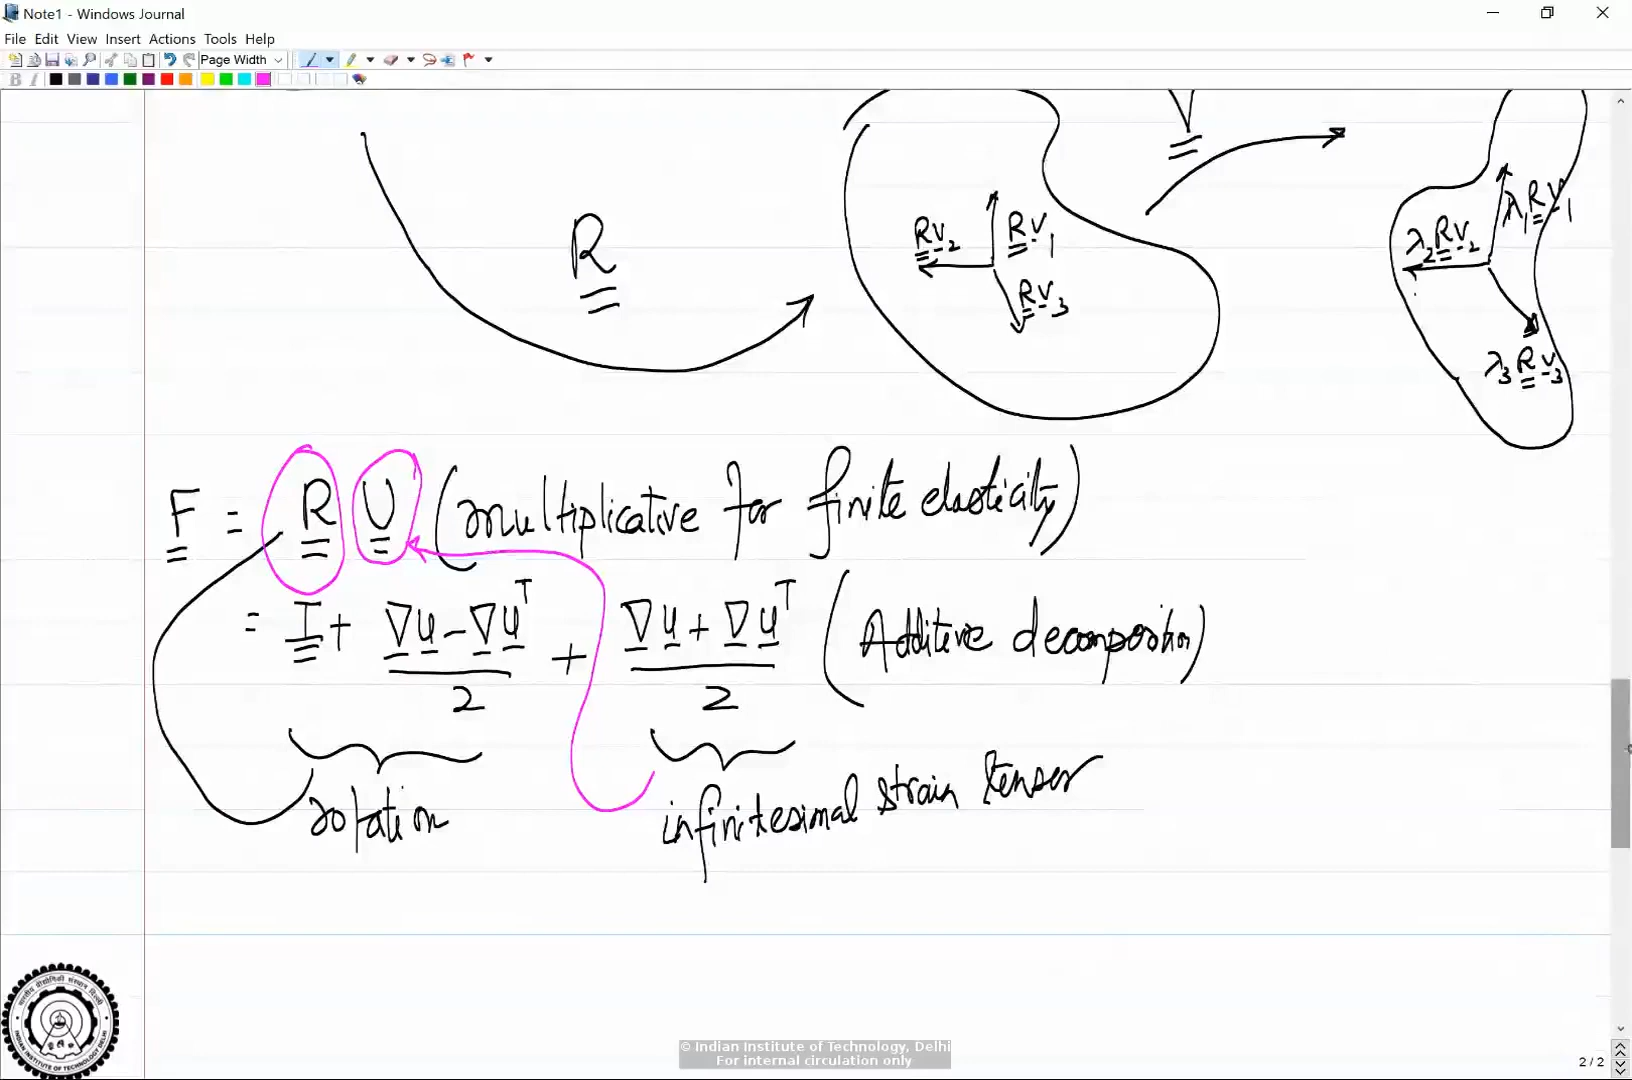 Note1 - Windows Journal
File Edit View Insert Actions Tools Help
Page Width
B I
V
R
Rv₂ Rv₁
Rv₃
λ₂Rv₂ λ₁Rv₁
λ₃Rv₃
F = R U (multiplicative for finite elasticity)
= I + (∇u - ∇uᵀ)/2 + (∇u + ∇uᵀ)/2 (Additive decomposition)
rotation infinitesimal strain tensor
© Indian Institute of Technology, Delhi
For internal circulation only
2 / 2